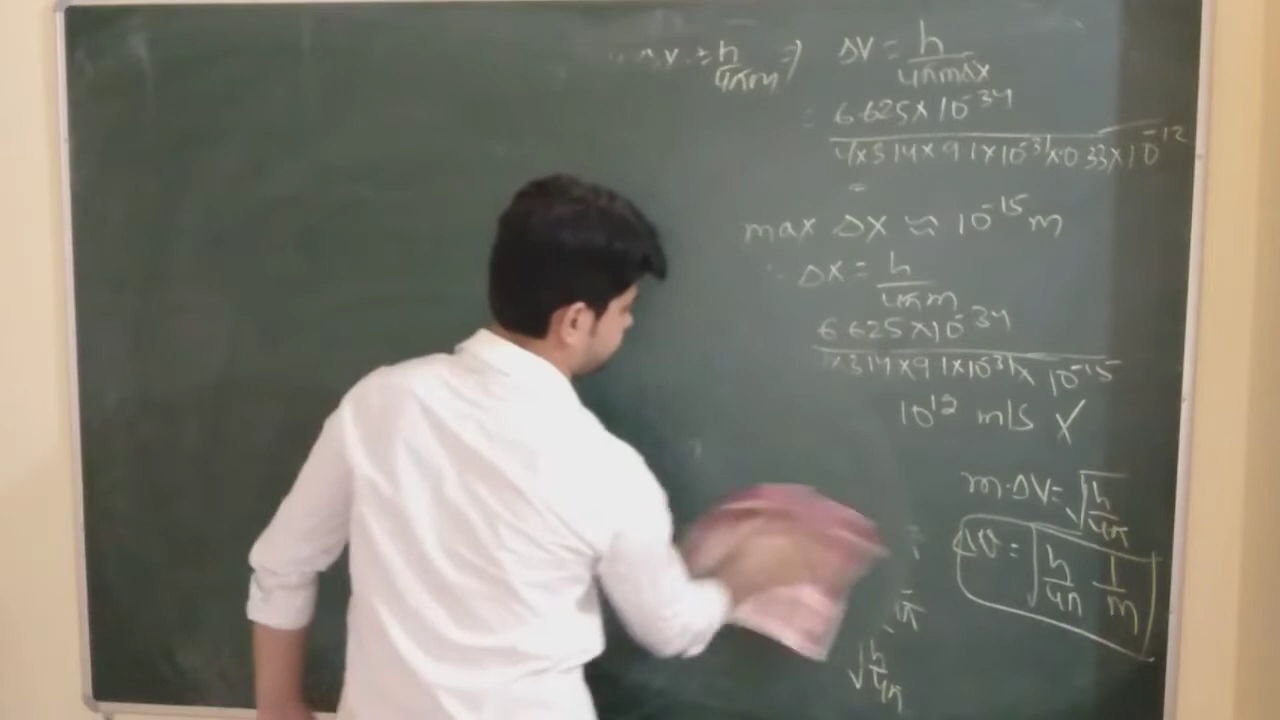 ΔV = h/4πm ⇒ ΔV = h/4πmΔx
= 6.625×10^-34
4×3.14×9.1×10^-31×0.33×10^-12
=
max Δx ≈ 10^-15 m
∴ Δx = h/4πm
6.625×10^-34
×3.14×9.1×10^-31× 10^-15
10^12 m/s ✗
m·ΔV = √h/4π
Δv = √h/4π 1/m
π
√h/4π